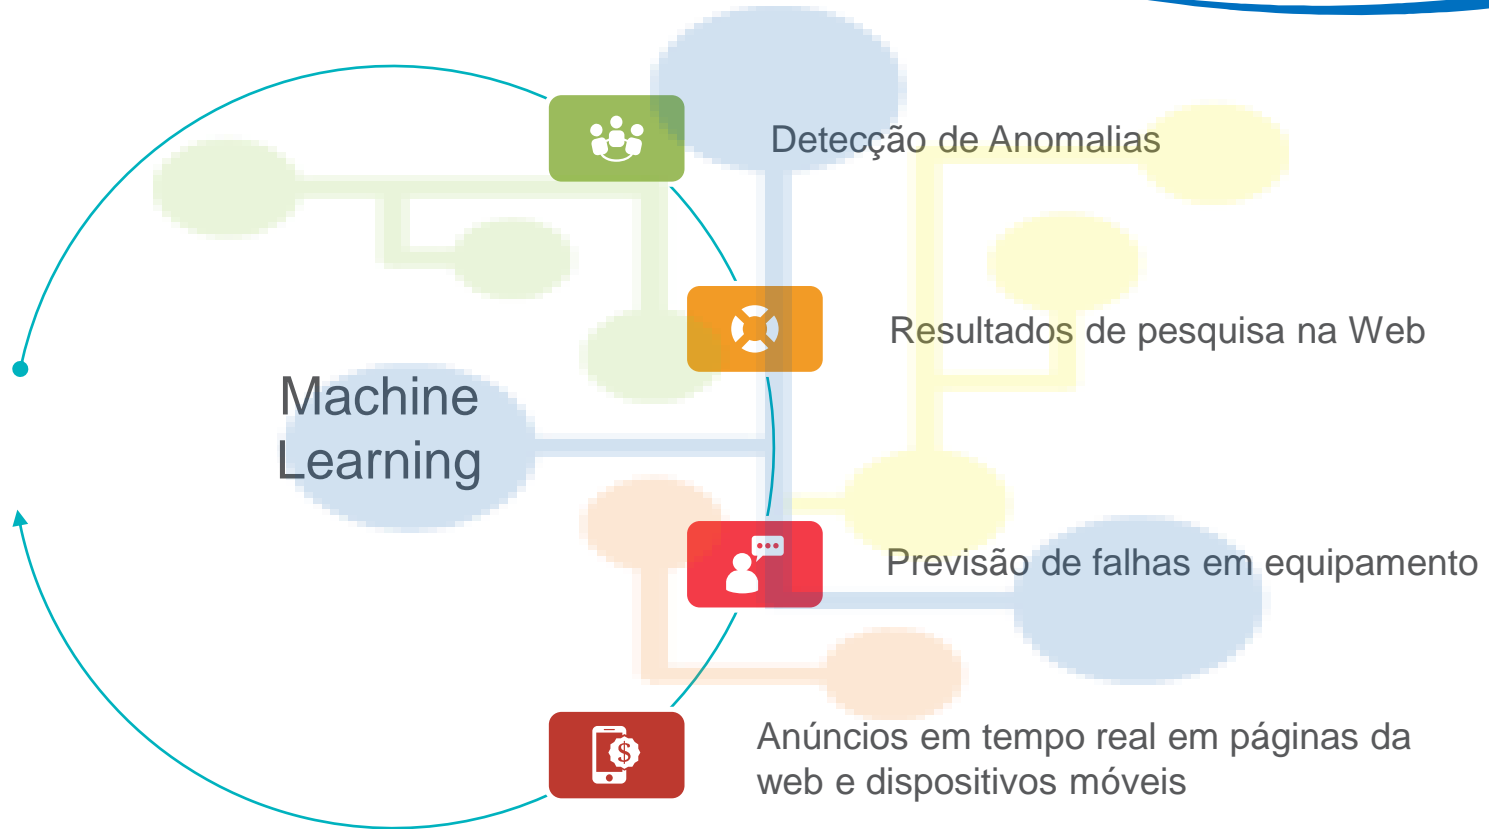 Detecção de Anomalias
Resultados de pesquisa na Web
Machine
Learning
Previsão de falhas em equipamento
$
Anúncios em tempo real em páginas da
web e dispositivos móveis